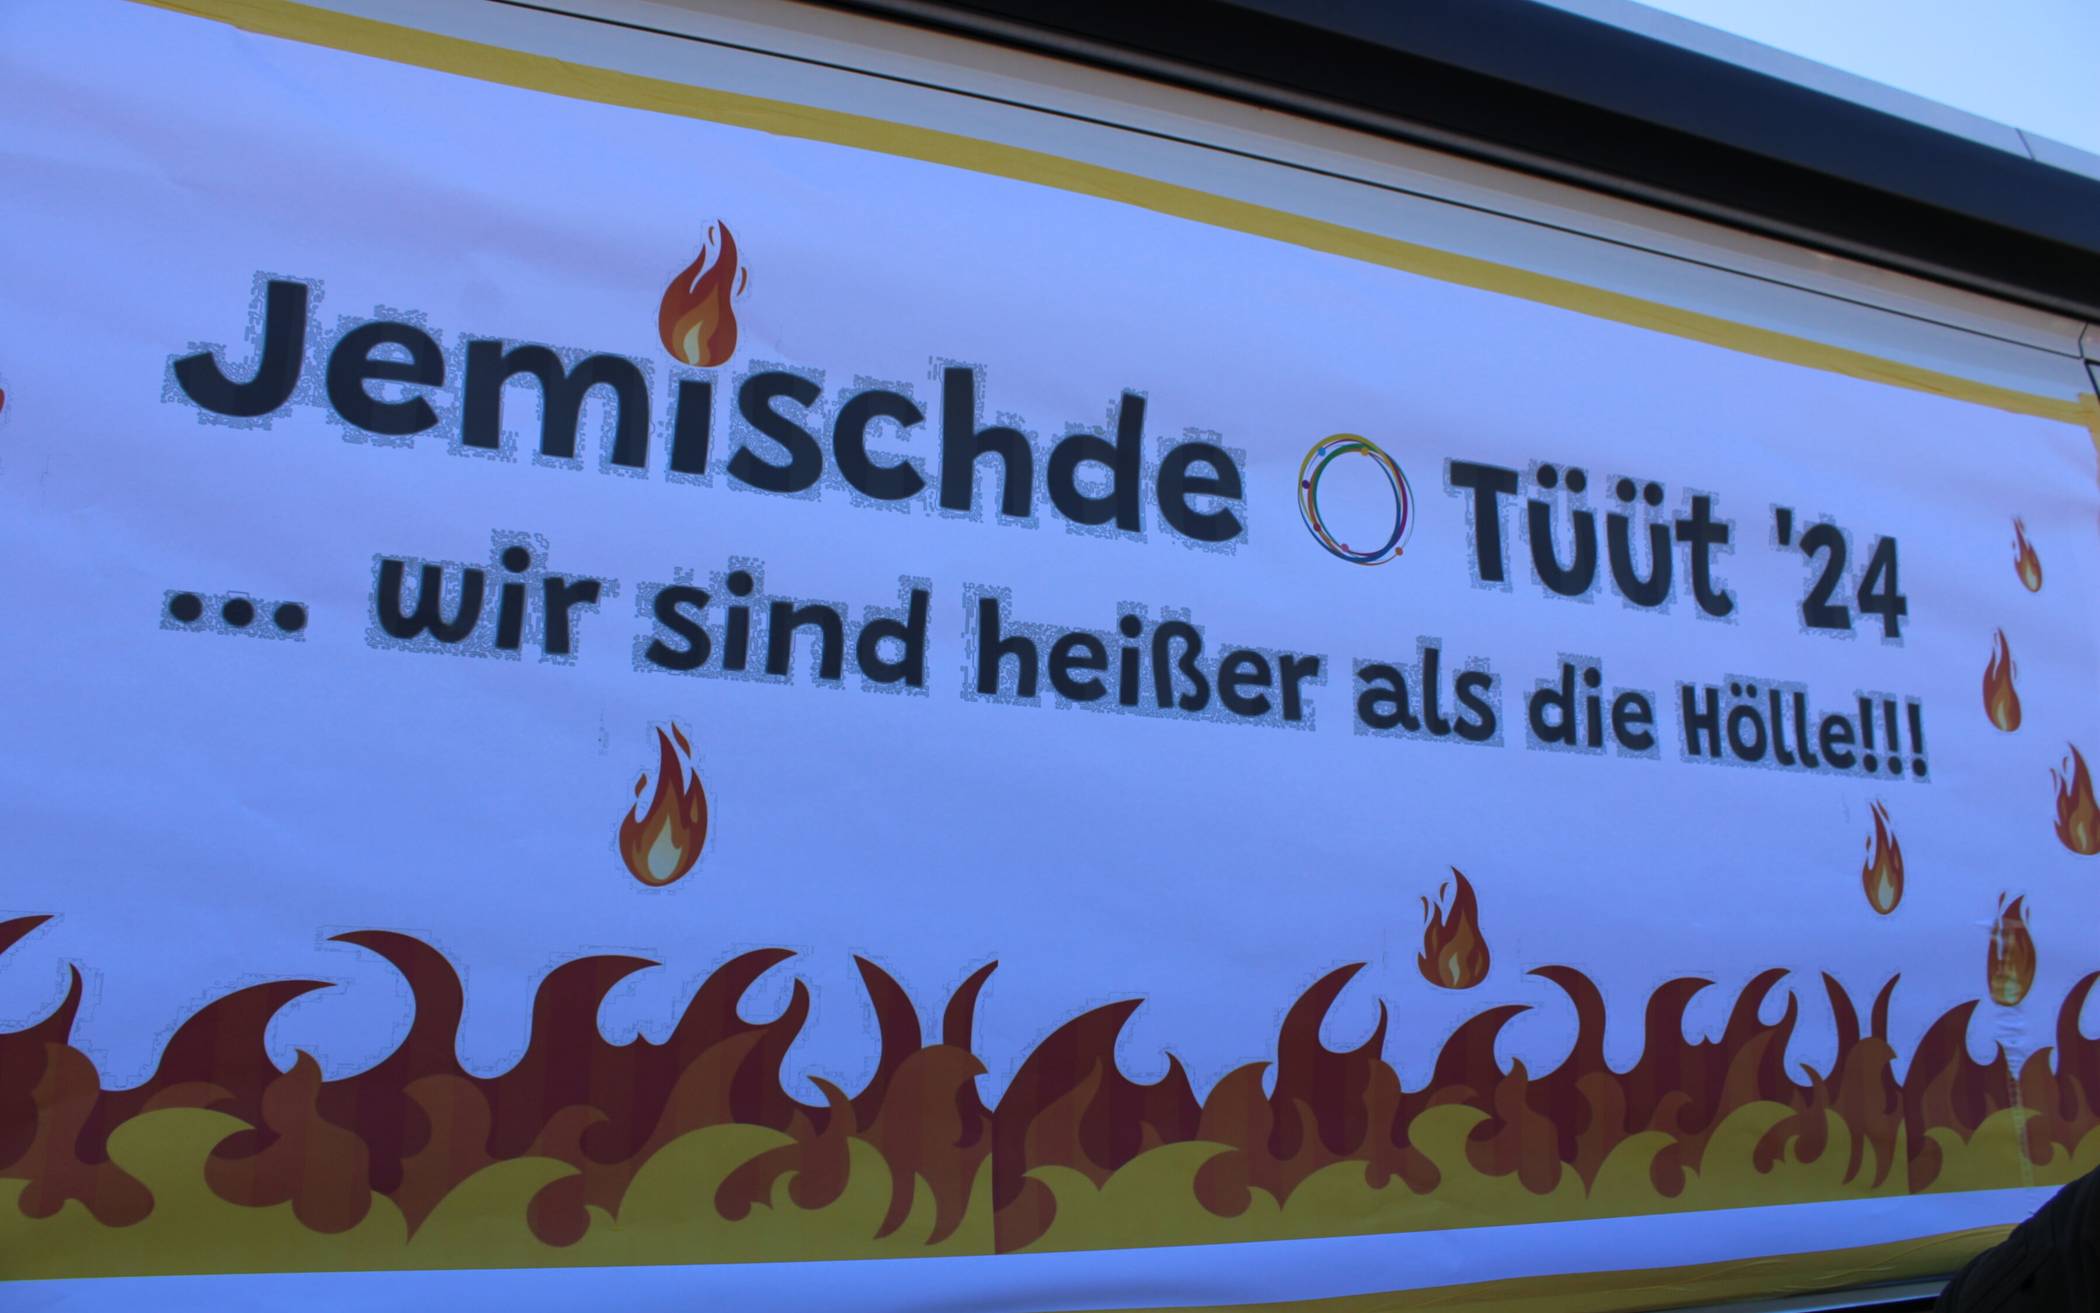 Jemischde Tüüt '24
... wir sind heißer als die Hölle!!!